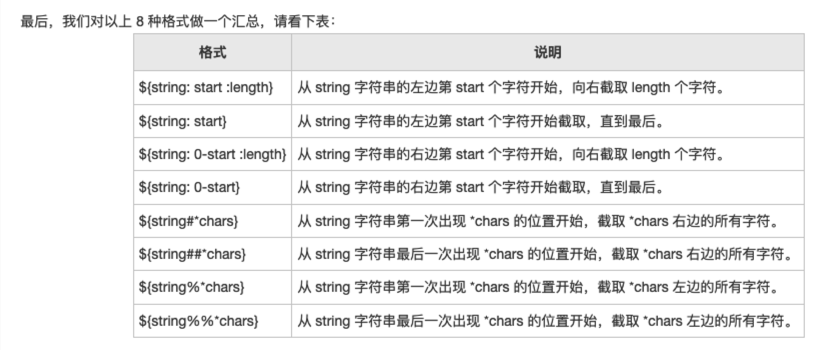 最后，我们对以上 8 种格式做一个汇总，请看下表：
格式 说明
${string: start :length} 从 string 字符串的左边第 start 个字符开始，向右截取 length 个字符。
${string: start} 从 string 字符串的左边第 start 个字符开始截取，直到最后。
${string: 0-start :length} 从 string 字符串的右边第 start 个字符开始，向右截取 length 个字符。
${string: 0-start} 从 string 字符串的右边第 start 个字符开始截取，直到最后。
${string#*chars} 从 string 字符串第一次出现 *chars 的位置开始，截取 *chars 右边的所有字符。
${string##*chars} 从 string 字符串最后一次出现 *chars 的位置开始，截取 *chars 右边的所有字符。
${string%*chars} 从 string 字符串第一次出现 *chars 的位置开始，截取 *chars 左边的所有字符。
${string%%*chars} 从 string 字符串最后一次出现 *chars 的位置开始，截取 *chars 左边的所有字符。